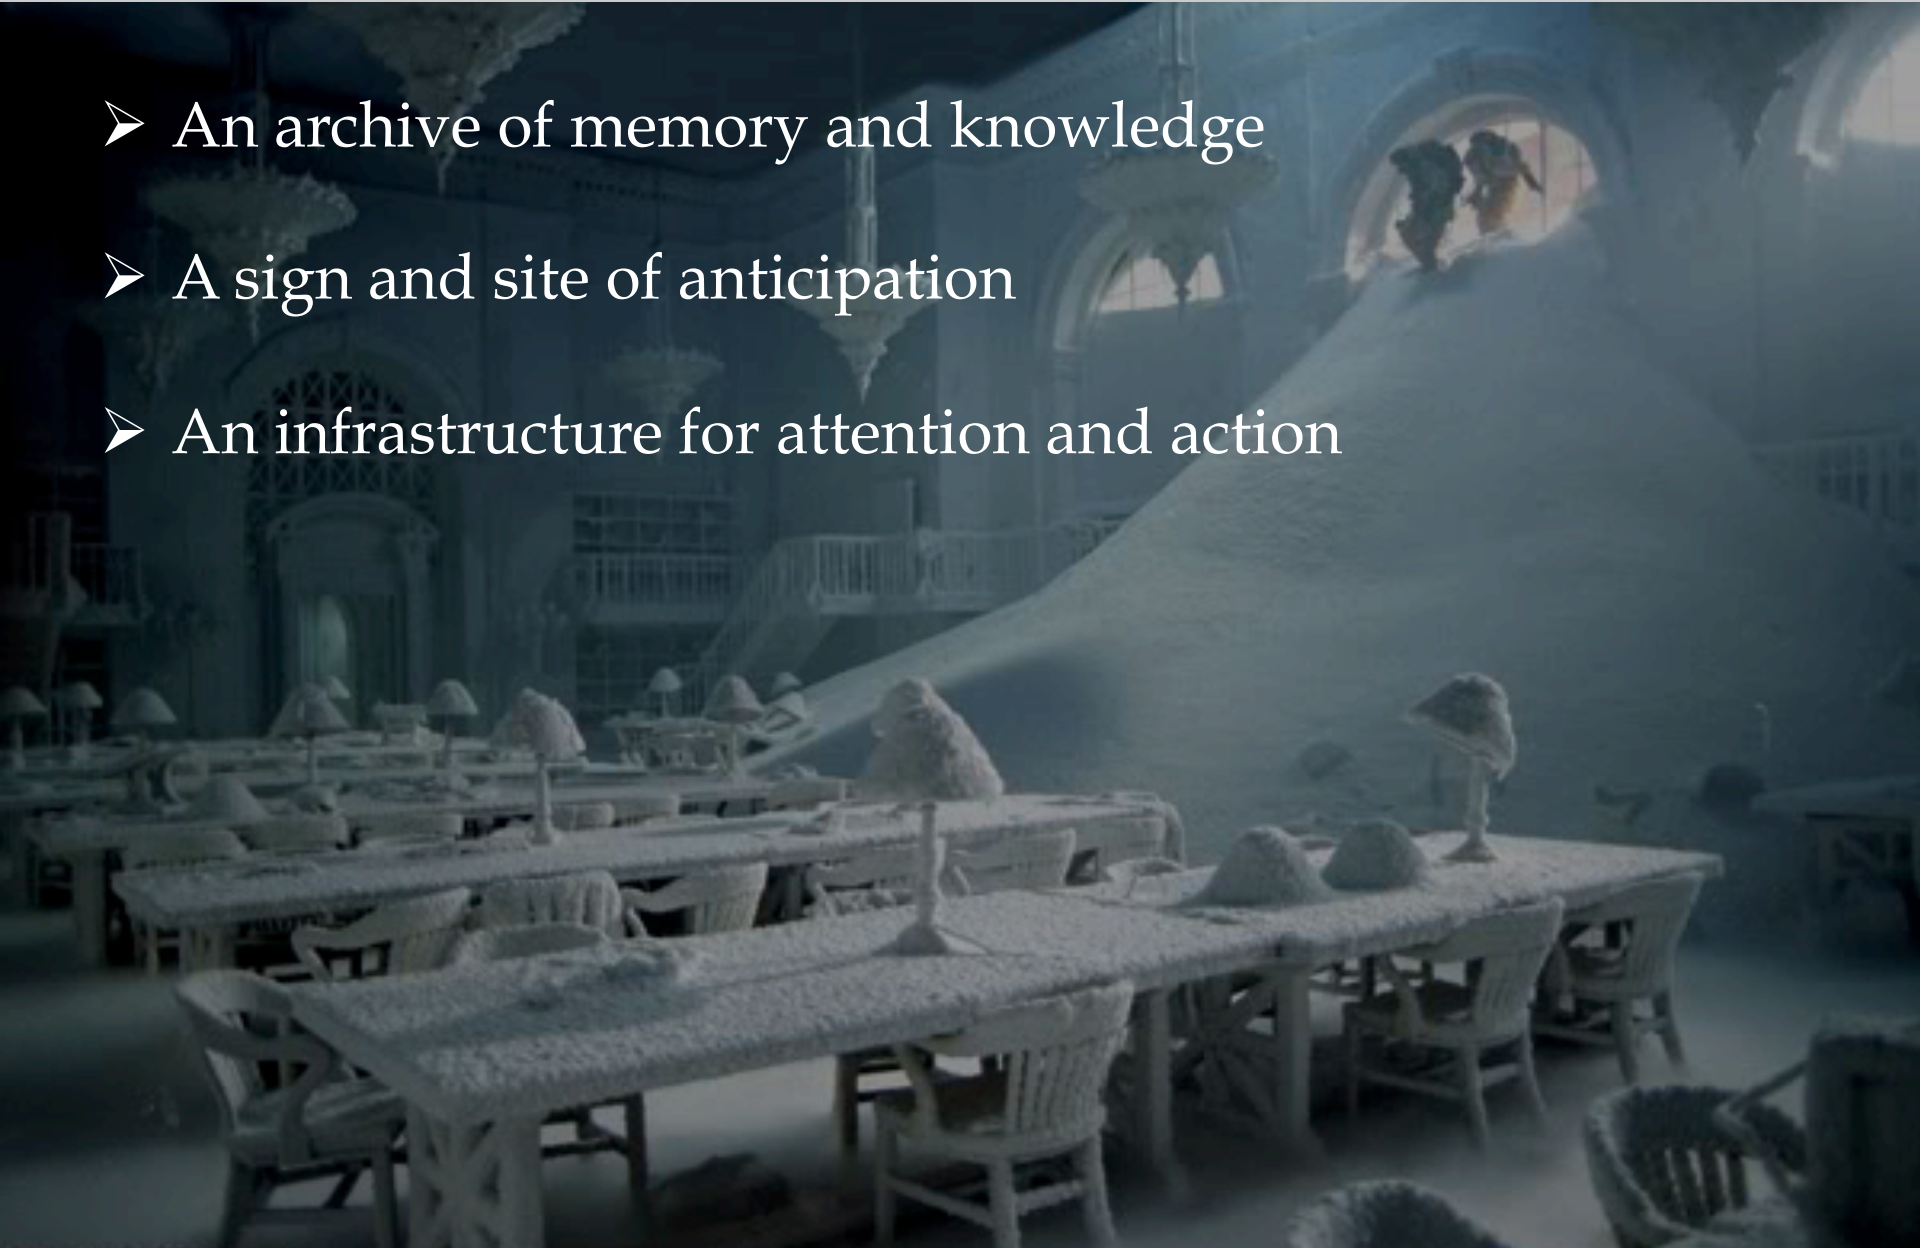 ➢ An archive of memory and knowledge
➢ A sign and site of anticipation
➢ An infrastructure for attention and action